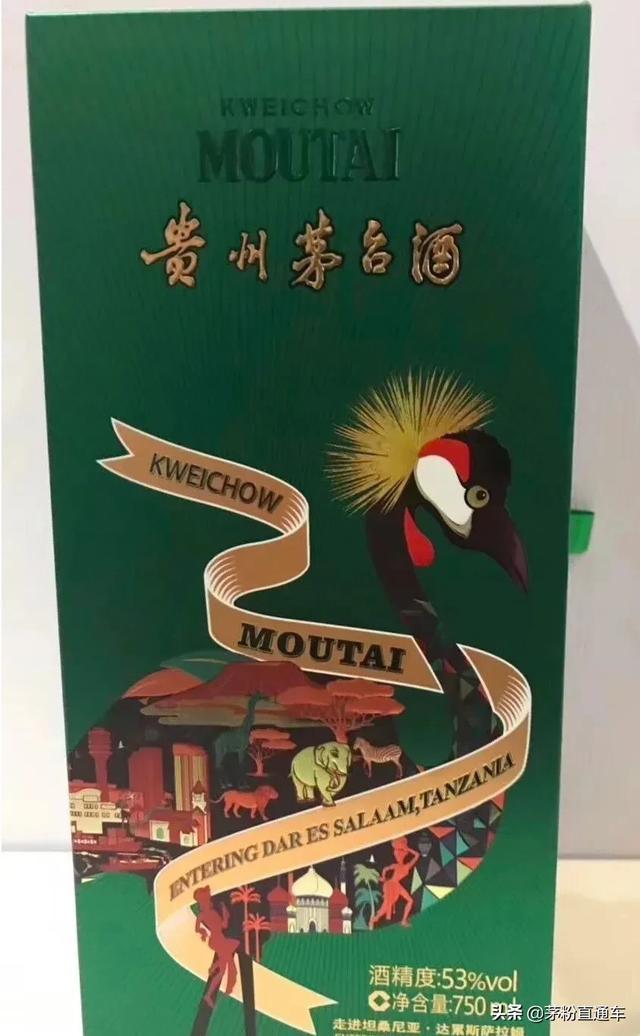 KWEICHOW
MOUTAI
贵州茅台酒
KWEICHOW
MOUTAI
ENTERING DAR ES SALAAM,TANZANIA
酒精度:53%vol
净含量:750mL
走进坦桑尼亚·达累斯萨拉姆
头条 @茅粉直通车